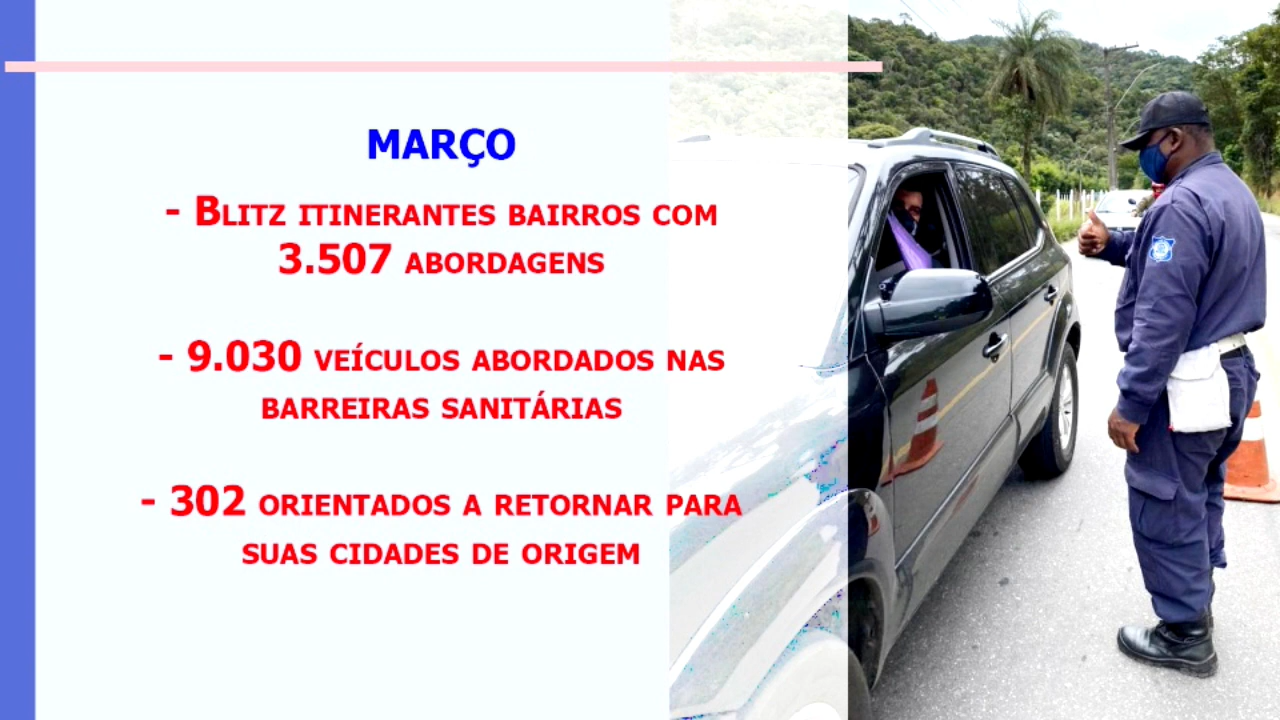 MARÇO
- BLITZ ITINERANTES BAIRROS COM
3.507 ABORDAGENS
- 9.030 VEÍCULOS ABORDADOS NAS
BARREIRAS SANITÁRIAS
- 302 ORIENTADOS A RETORNAR PARA
SUAS CIDADES DE ORIGEM